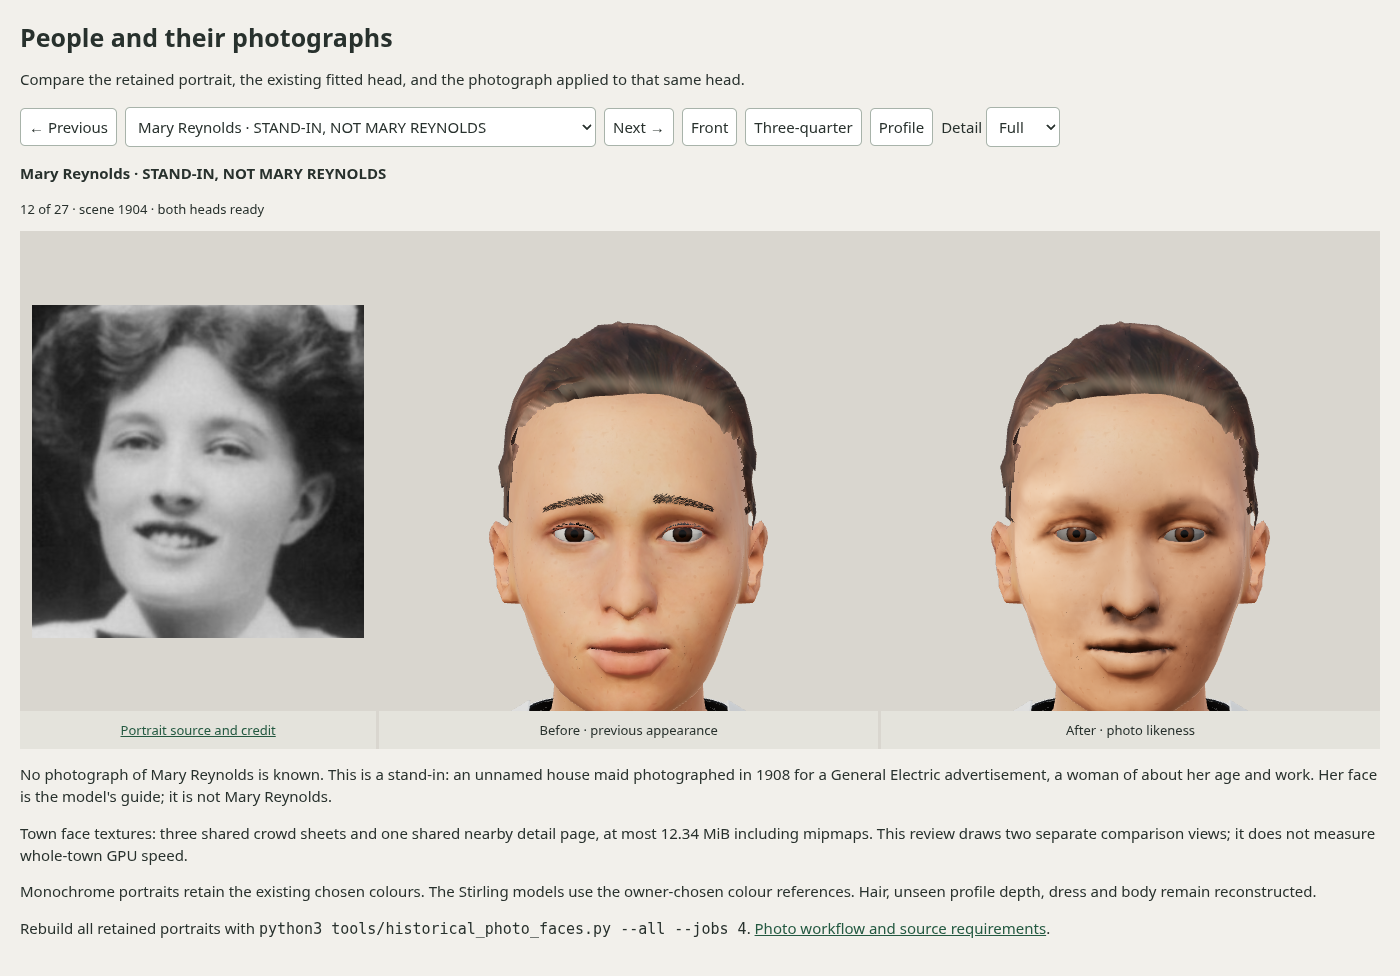 People and their photographs
Compare the retained portrait, the existing fitted head, and the photograph applied to that same head.
← Previous Mary Reynolds · STAND-IN, NOT MARY REYNOLDS Next → Front Three-quarter Profile Detail Full
Mary Reynolds · STAND-IN, NOT MARY REYNOLDS
12 of 27 · scene 1904 · both heads ready
Portrait source and credit Before · previous appearance After · photo likeness
No photograph of Mary Reynolds is known. This is a stand-in: an unnamed house maid photographed in 1908 for a General Electric advertisement, a woman of about her age and work. Her face
is the model's guide; it is not Mary Reynolds.
Town face textures: three shared crowd sheets and one shared nearby detail page, at most 12.34 MiB including mipmaps. This review draws two separate comparison views; it does not measure
whole-town GPU speed.
Monochrome portraits retain the existing chosen colours. The Stirling models use the owner-chosen colour references. Hair, unseen profile depth, dress and body remain reconstructed.
Rebuild all retained portraits with python3 tools/historical_photo_faces.py --all --jobs 4. Photo workflow and source requirements.